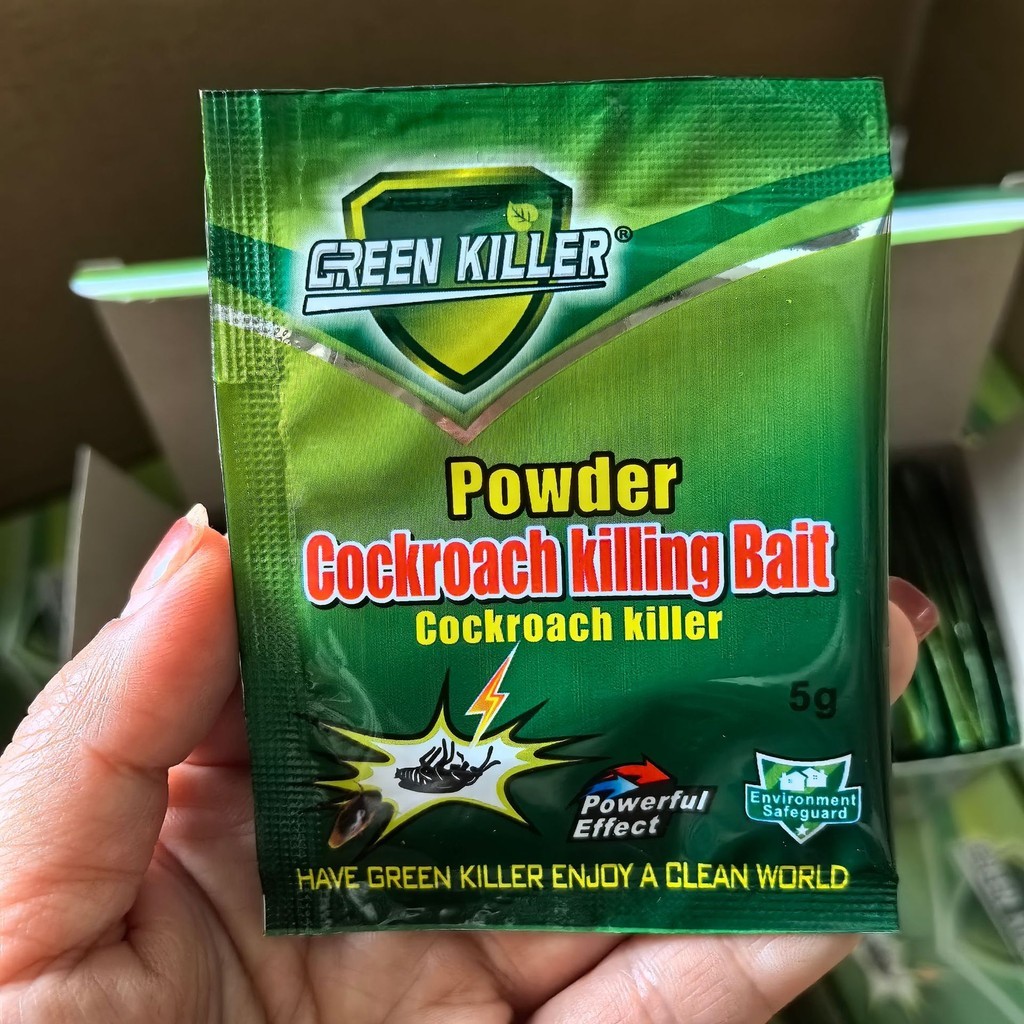 GREEN KILLER®
Powder
Cockroach killing Bait
Cockroach killer
5g
Powerful
Effect
Environment
Safeguard
HAVE GREEN KILLER ENJOY A CLEAN WORLD